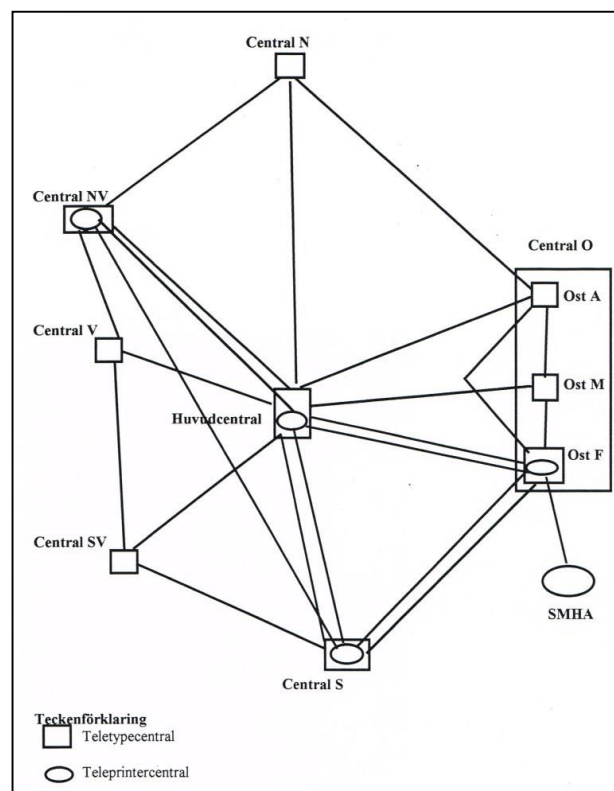 Central N
Central NV
Central O
Ost A
Central V
Ost M
Huvudcentral
Ost F
Central SV
SMHA
Central S
Teckenförklaring
Teletypecentral
Teleprintercentral